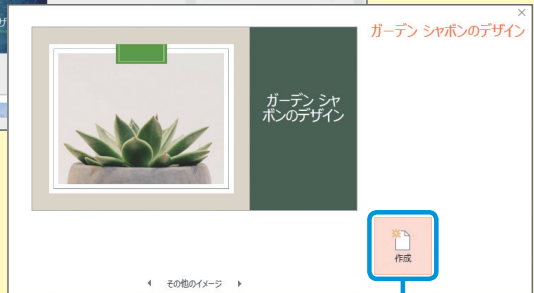 ガーデン シャボンのデザイン
ガーデン シャ
ボンのデザイン
作成
その他のイメージ